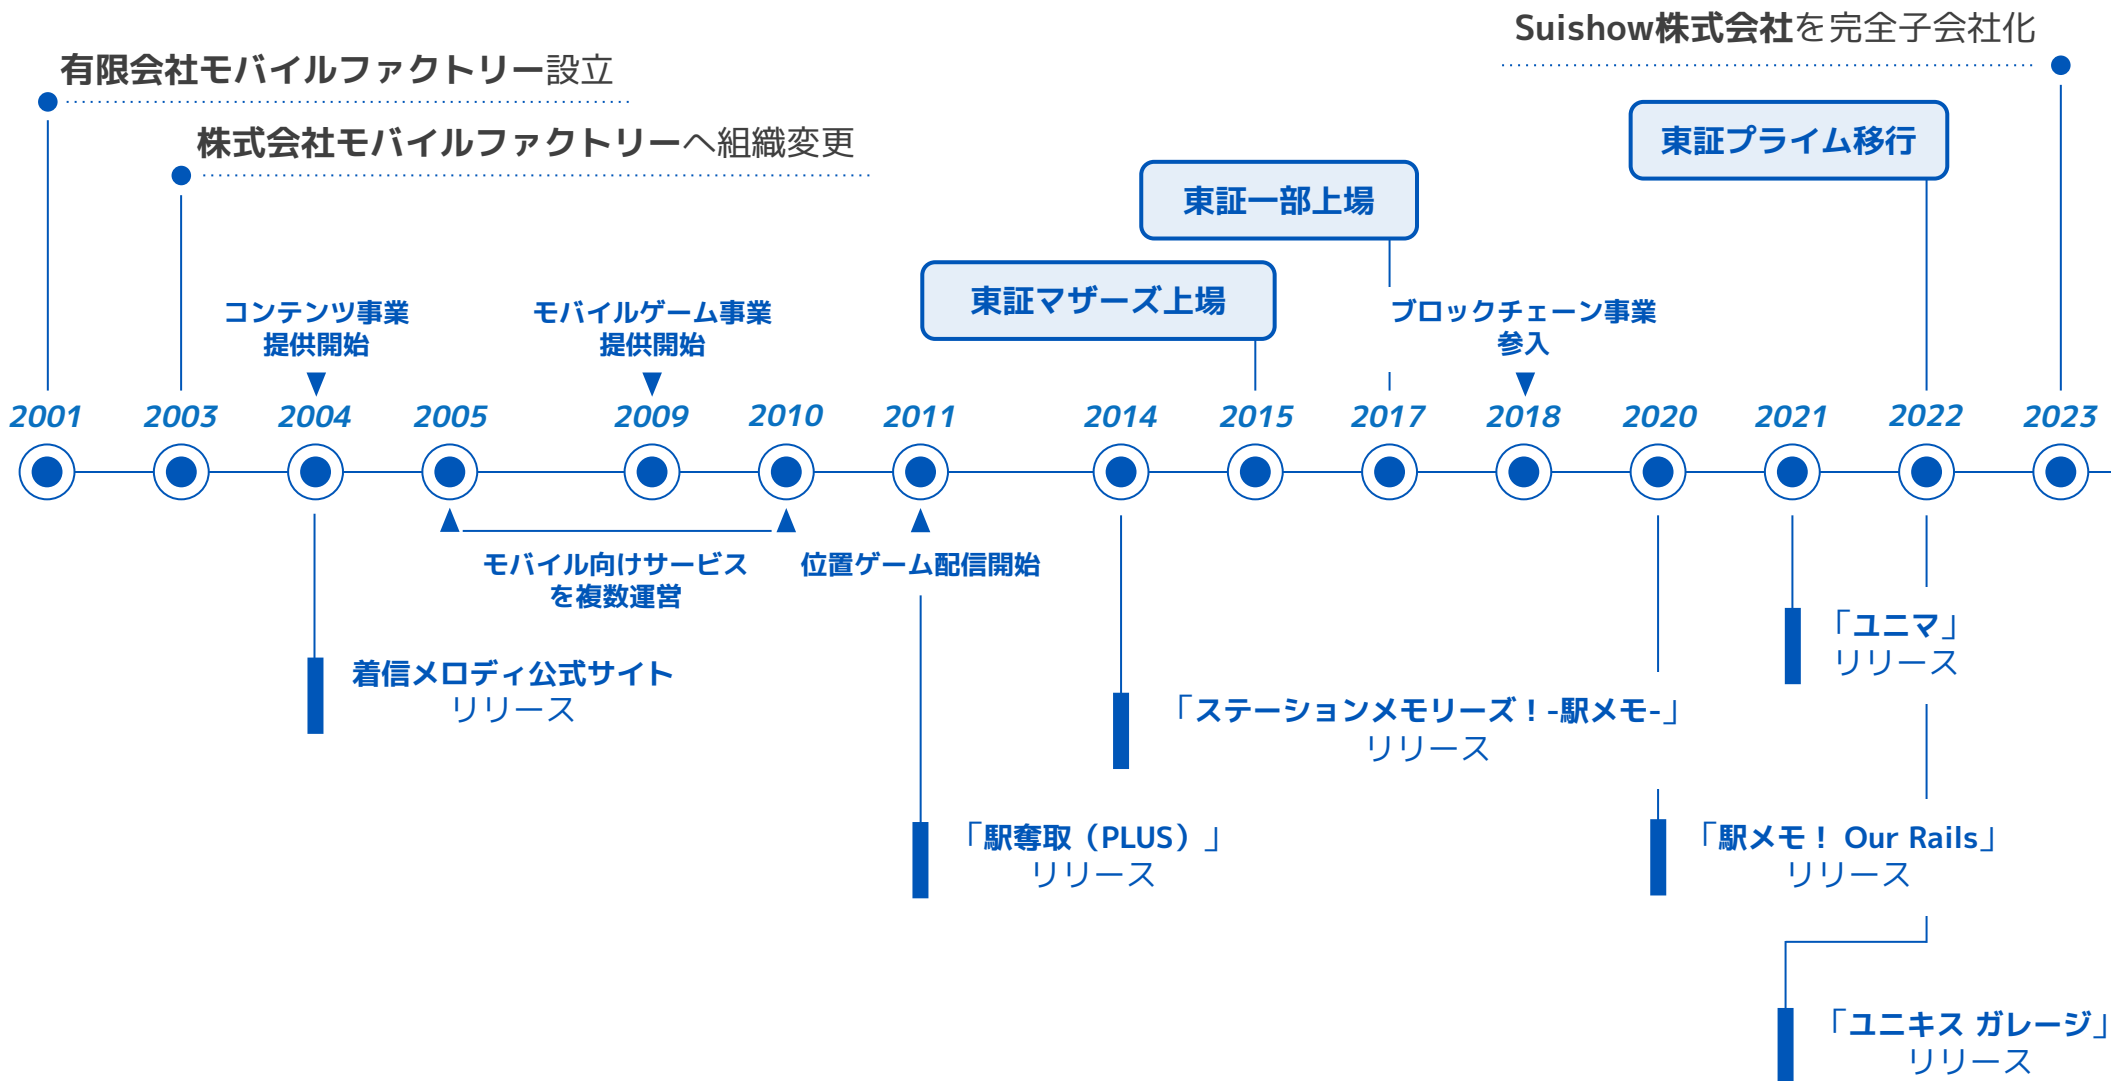 Suishow株式会社を完全子会社化
有限会社モバイルファクトリー設立
株式会社モバイルファクトリーへ組織変更
東証プライム移行
東証一部上場
東証マザーズ上場
コンテンツ事業
提供開始
モバイルゲーム事業
提供開始
ブロックチェーン事業
参入
2001 2003 2004 2005 2009 2010 2011 2014 2015 2017 2018 2020 2021 2022 2023
モバイル向けサービス
を複数運営
位置ゲーム配信開始
「ユニマ」
リリース
着信メロディ公式サイト
リリース
「ステーションメモリーズ！-駅メモ-」
リリース
「駅奪取（PLUS）」
リリース
「駅メモ！ Our Rails」
リリース
「ユニキス ガレージ」
リリース